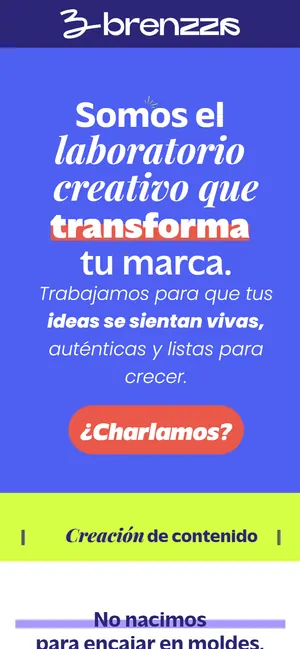 brenzza
Somos el
laboratorio
creativo que
transforma
tu marca.
Trabajamos para que tus
ideas se sientan vivas,
auténticas y listas para
crecer.
¿Charlamos?
| Creación de contenido |
No nacimos
para encajar en moldes.